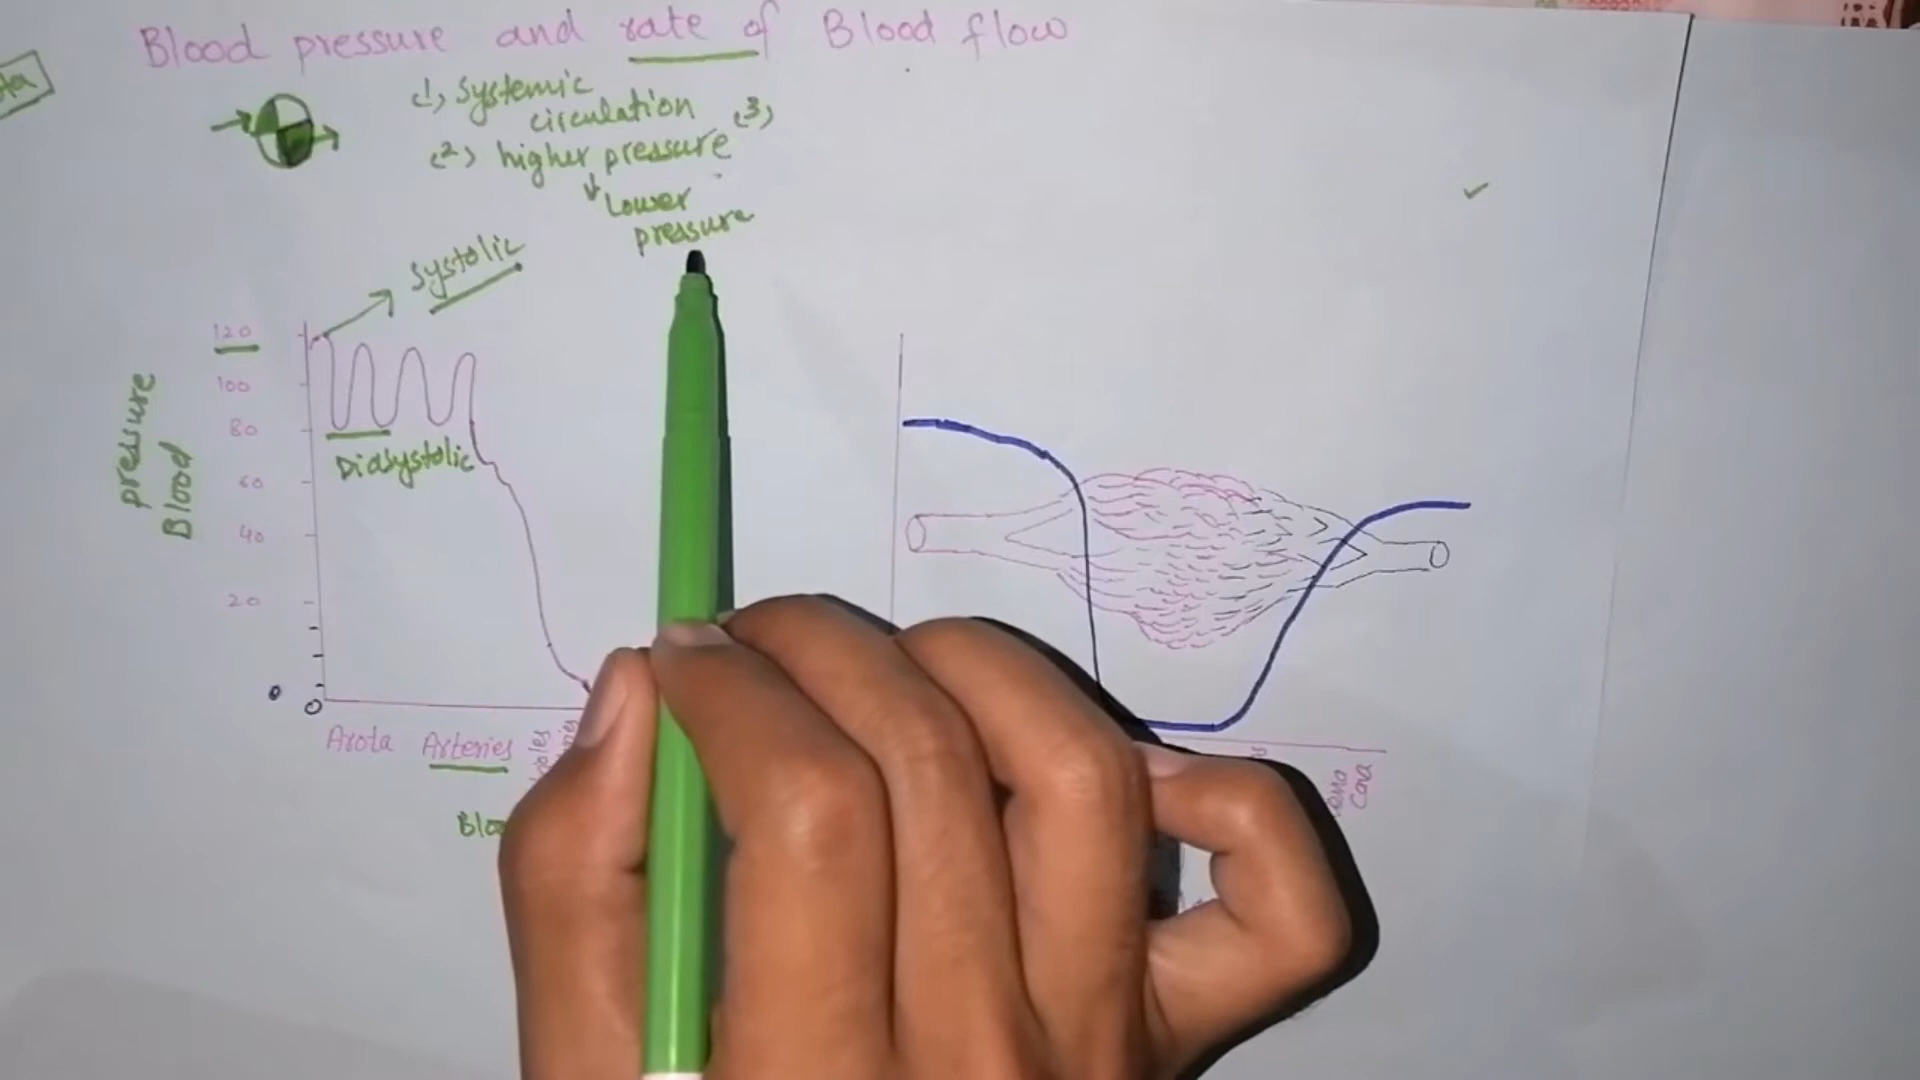 Blood pressure and rate of Blood flow
(1) Systemic
circulation
(2) higher pressure (3)
↓ Lower
pressure
Systolic
120
100
80
60
40
20
0
0
pressure
Blood
Diasystolic
Arota Arteries
Cava